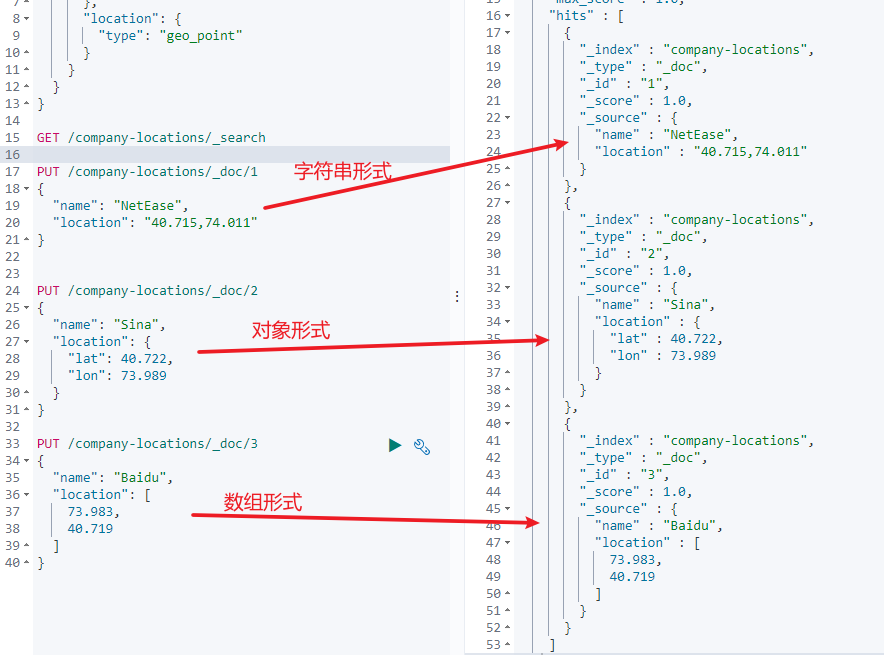 7 },
8 "location": {
9 "type": "geo_point"
10 }
11 }
12 }
13 }
14
15 GET /company-locations/_search
16
17 PUT /company-locations/_doc/1
18 {
19 "name": "NetEase",
20 "location": "40.715,74.011"
21 }
22
23
24 PUT /company-locations/_doc/2
25 {
26 "name": "Sina",
27 "location": {
28 "lat": 40.722,
29 "lon": 73.989
30 }
31 }
32
33 PUT /company-locations/_doc/3
34 {
35 "name": "Baidu",
36 "location": [
37 73.983,
38 40.719
39 ]
40 }
字符串形式
对象形式
数组形式
15 "max_score" : 1.0,
16 "hits" : [
17 {
18 "_index" : "company-locations",
19 "_type" : "_doc",
20 "_id" : "1",
21 "_score" : 1.0,
22 "_source" : {
23 "name" : "NetEase",
24 "location" : "40.715,74.011"
25 }
26 },
27 {
28 "_index" : "company-locations",
29 "_type" : "_doc",
30 "_id" : "2",
31 "_score" : 1.0,
32 "_source" : {
33 "name" : "Sina",
34 "location" : {
35 "lat" : 40.722,
36 "lon" : 73.989
37 }
38 }
39 },
40 {
41 "_index" : "company-locations",
42 "_type" : "_doc",
43 "_id" : "3",
44 "_score" : 1.0,
45 "_source" : {
46 "name" : "Baidu",
47 "location" : [
48 73.983,
49 40.719
50 ]
51 }
52 }
53 ]